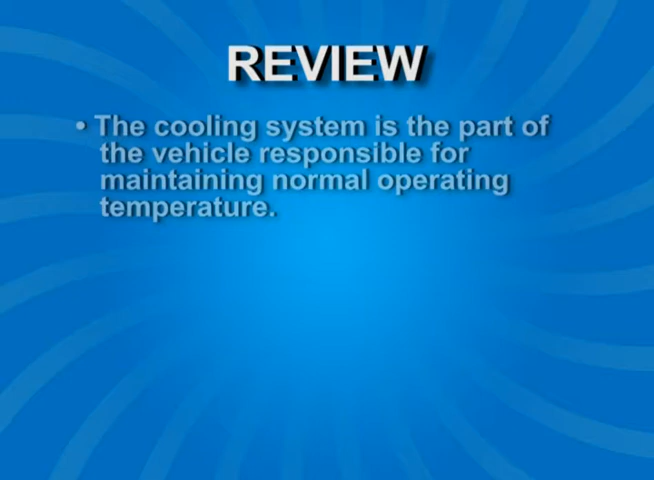 REVIEW
• The cooling system is the part of
the vehicle responsible for
maintaining normal operating
temperature.